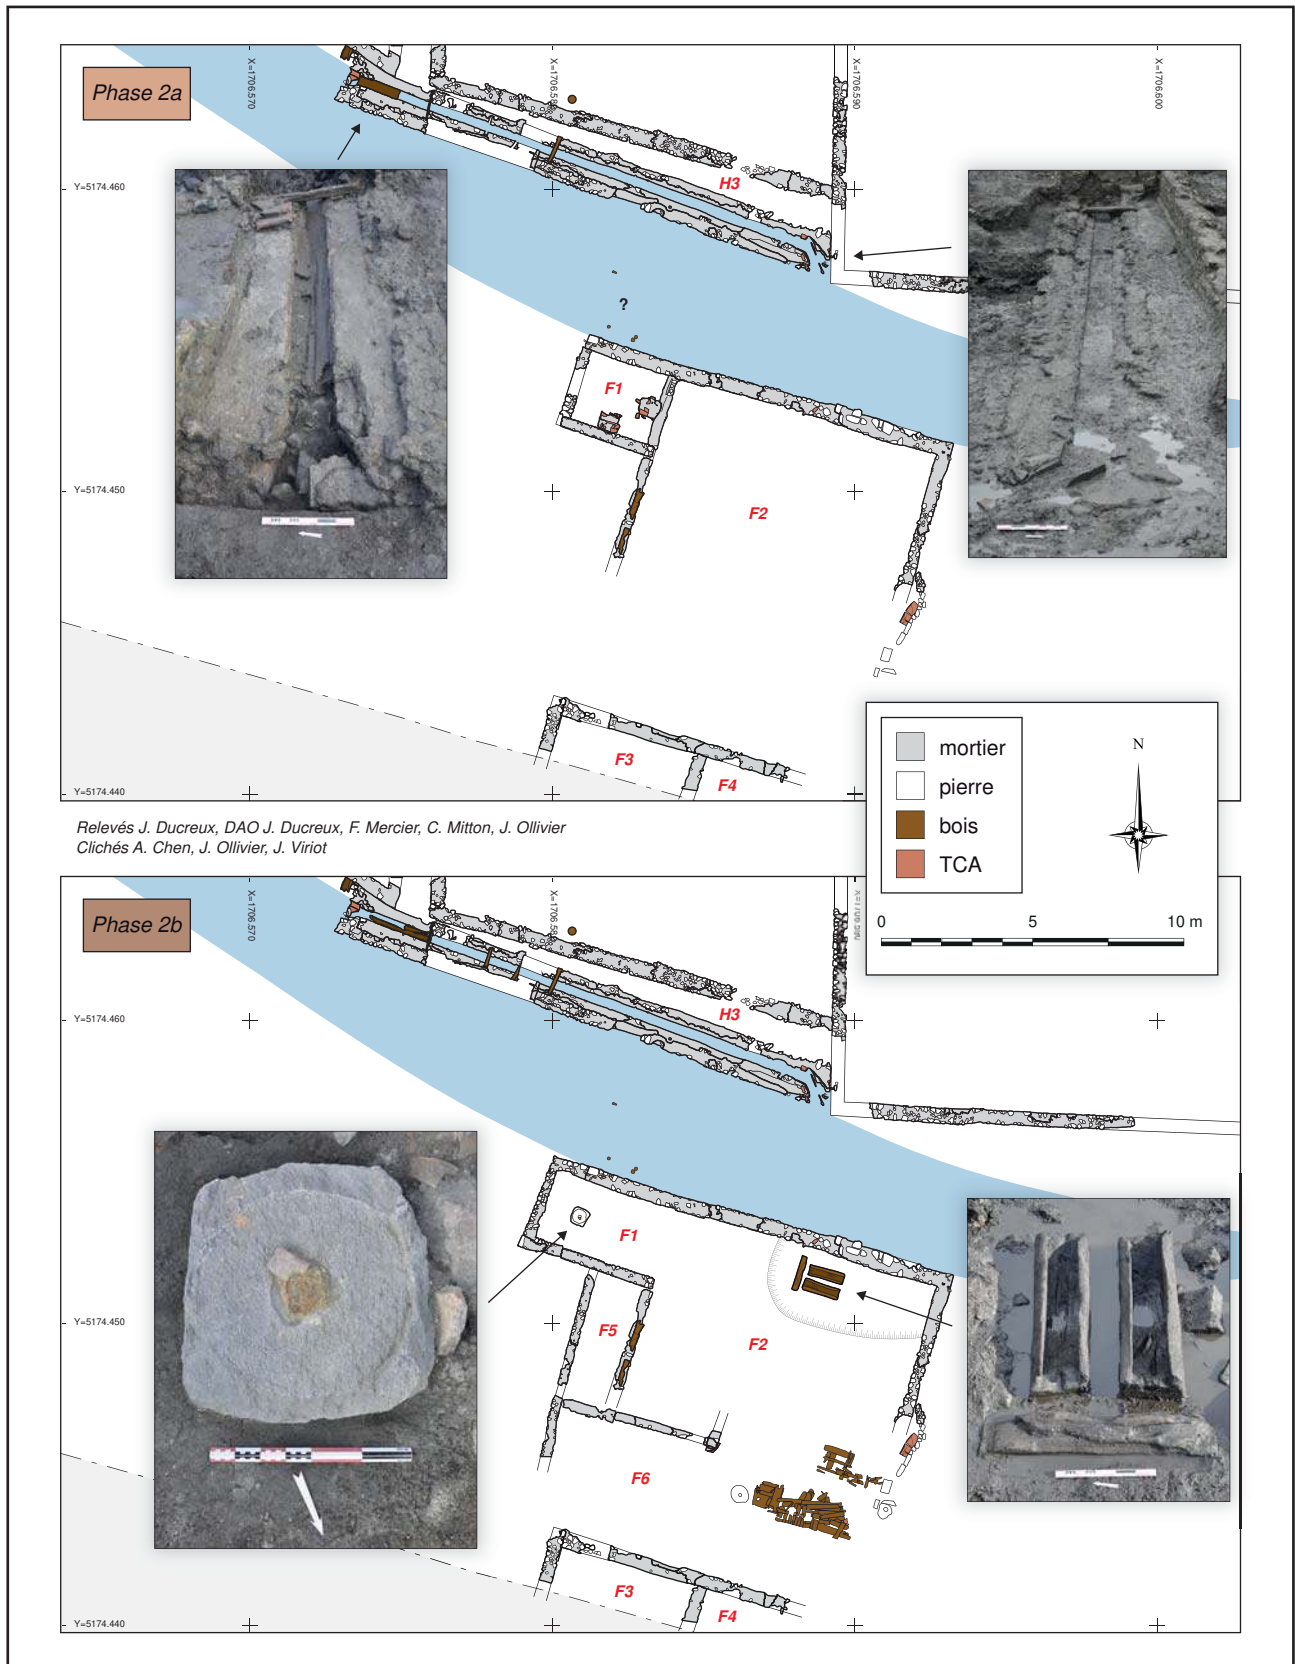 Phase 2a
X=1706.570
X=1706.580
X=1706.590
X=1706.600
Y=5174.460
H3
?
F1
Y=5174.450
F2
F3
F4
Y=5174.440
mortier
pierre
bois
TCA
N
0 5 10 m
Relevés J. Ducreux, DAO J. Ducreux, F. Mercier, C. Mitton, J. Ollivier
Clichés A. Chen, J. Ollivier, J. Viriot
Phase 2b
X=1706.570
Y=5174.460
H3
F1
Y=5174.450
F5
F2
F6
F3
F4
Y=5174.440